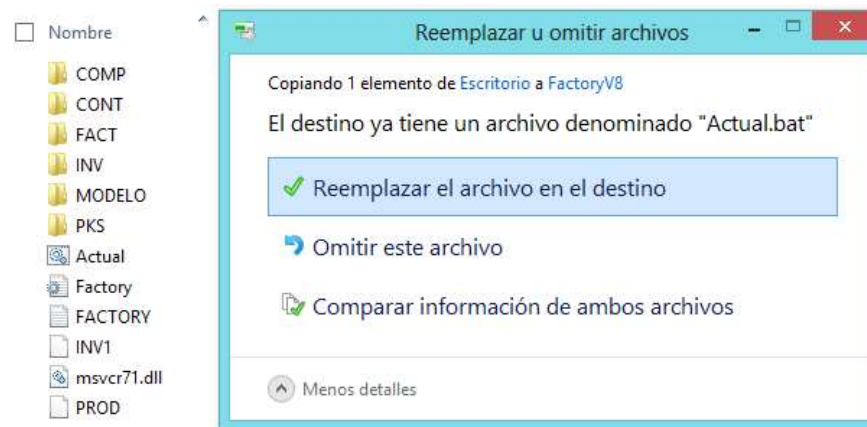 Nombre
COMP
CONT
FACT
INV
MODELO
PKS
Actual
Factory
FACTORY
INV1
msvcr71.dll
PROD
Reemplazar u omitir archivos
Copiando 1 elemento de Escritorio a FactoryV8
El destino ya tiene un archivo denominado "Actual.bat"
Reemplazar el archivo en el destino
Omitir este archivo
Comparar información de ambos archivos
Menos detalles